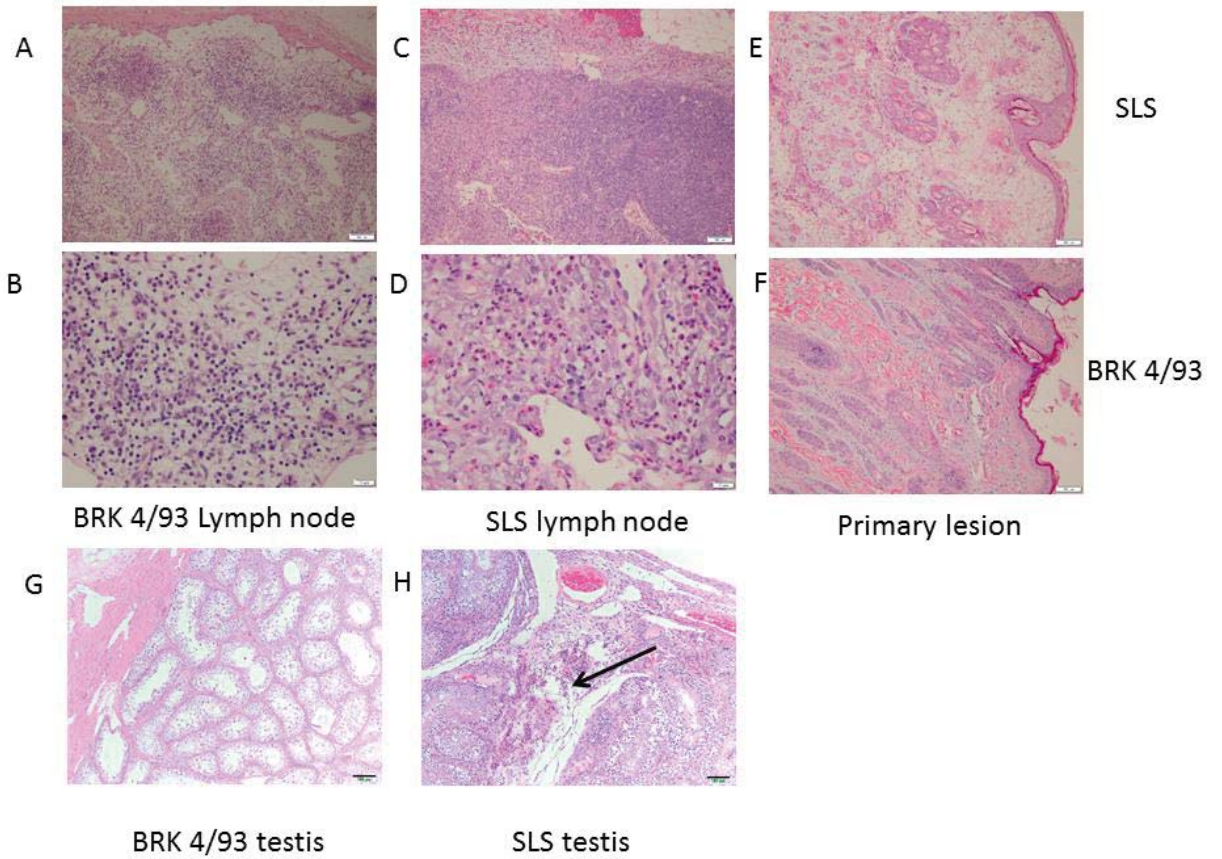 A
C
E
SLS
B
D
F
BRK 4/93
BRK 4/93 Lymph node
SLS lymph node
Primary lesion
G
H
BRK 4/93 testis
SLS testis